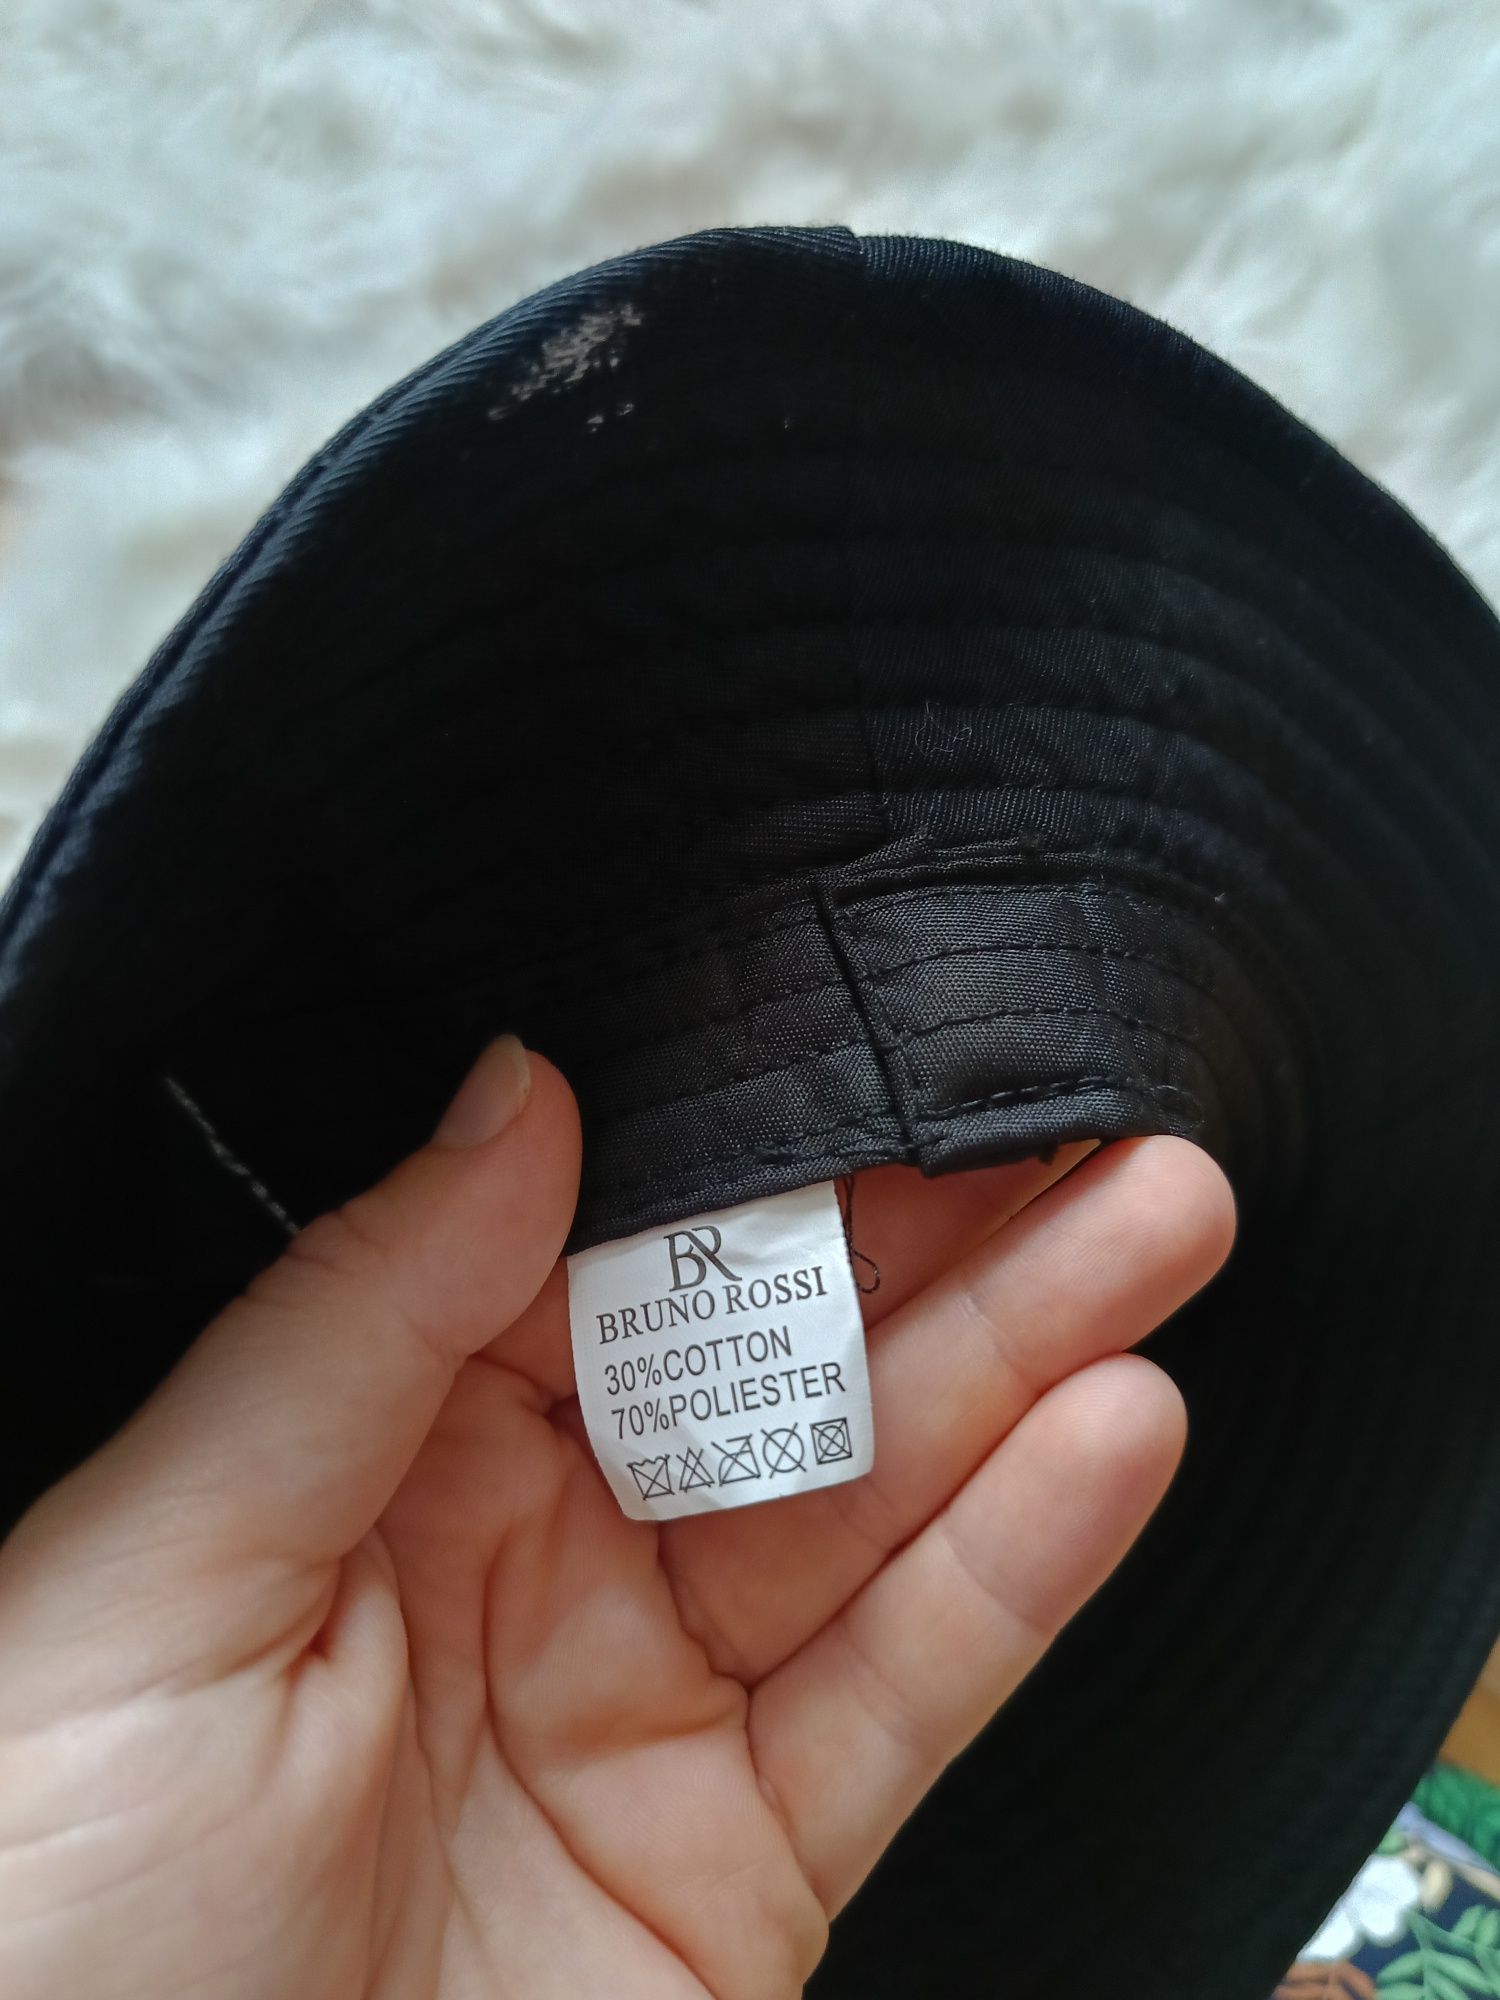 BR
BRUNO ROSSI
30%COTTON
70%POLIESTER